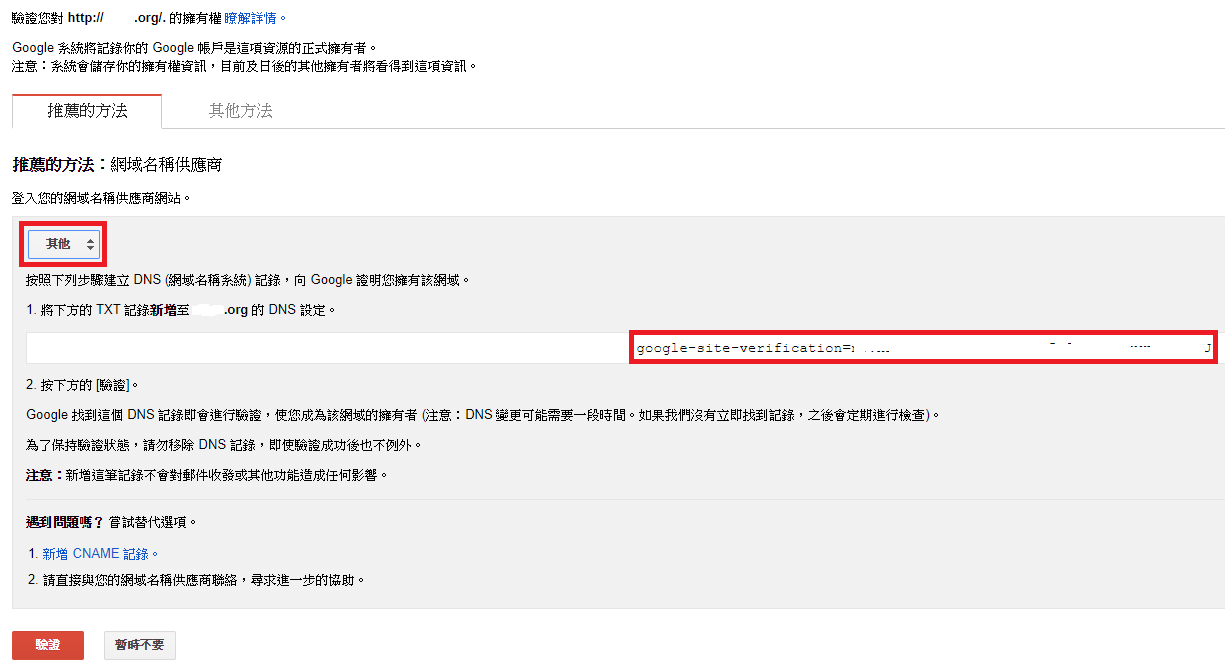 驗證您對 http:// .org/. 的擁有權 瞭解詳情。
Google 系統將記錄你的 Google 帳戶是這項資源的正式擁有者。
注意：系統會儲存你的擁有權資訊，目前及日後的其他擁有者將看得到這項資訊。
推薦的方法 其他方法
推薦的方法：網域名稱供應商
登入您的網域名稱供應商網站。
其他
按照下列步驟建立 DNS (網域名稱系統) 記錄，向 Google 證明您擁有該網域。
1. 將下方的 TXT 記錄新增至 .org 的 DNS 設定。
google-site-verification=
2. 按下方的 [驗證]。
Google 找到這個 DNS 記錄即會進行驗證，使您成為該網域的擁有者 (注意：DNS 變更可能需要一段時間。如果我們沒有立即找到記錄，之後會定期進行檢查)。
為了保持驗證狀態，請勿移除 DNS 記錄，即使驗證成功後也不例外。
注意：新增這筆記錄不會對郵件收發或其他功能造成任何影響。
遇到問題嗎？ 嘗試替代選項。
1. 新增 CNAME 記錄。
2. 請直接與您的網域名稱供應商聯絡，尋求進一步的協助。
驗證 暫時不要